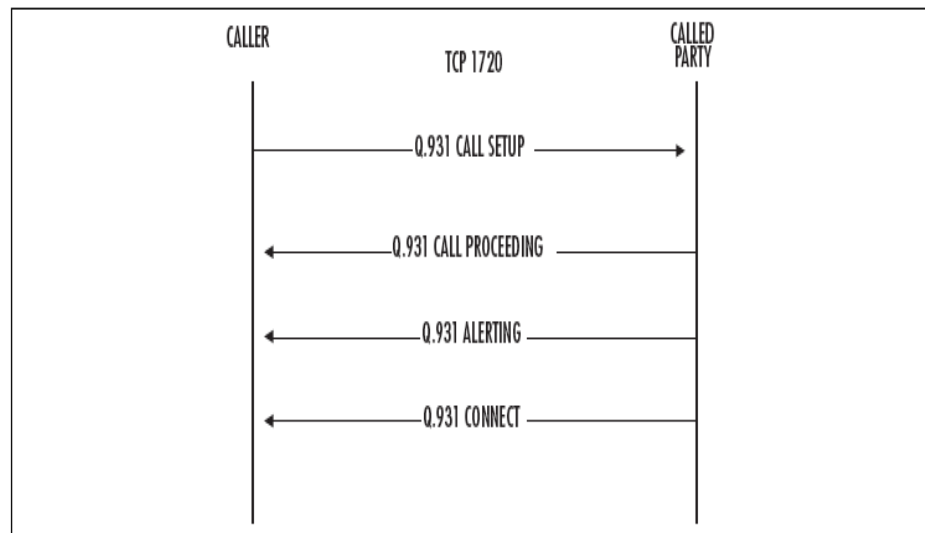 CALLER
CALLED
PARTY
TCP 1720
Q.931 CALL SETUP
Q.931 CALL PROCEEDING
Q.931 ALERTING
Q.931 CONNECT